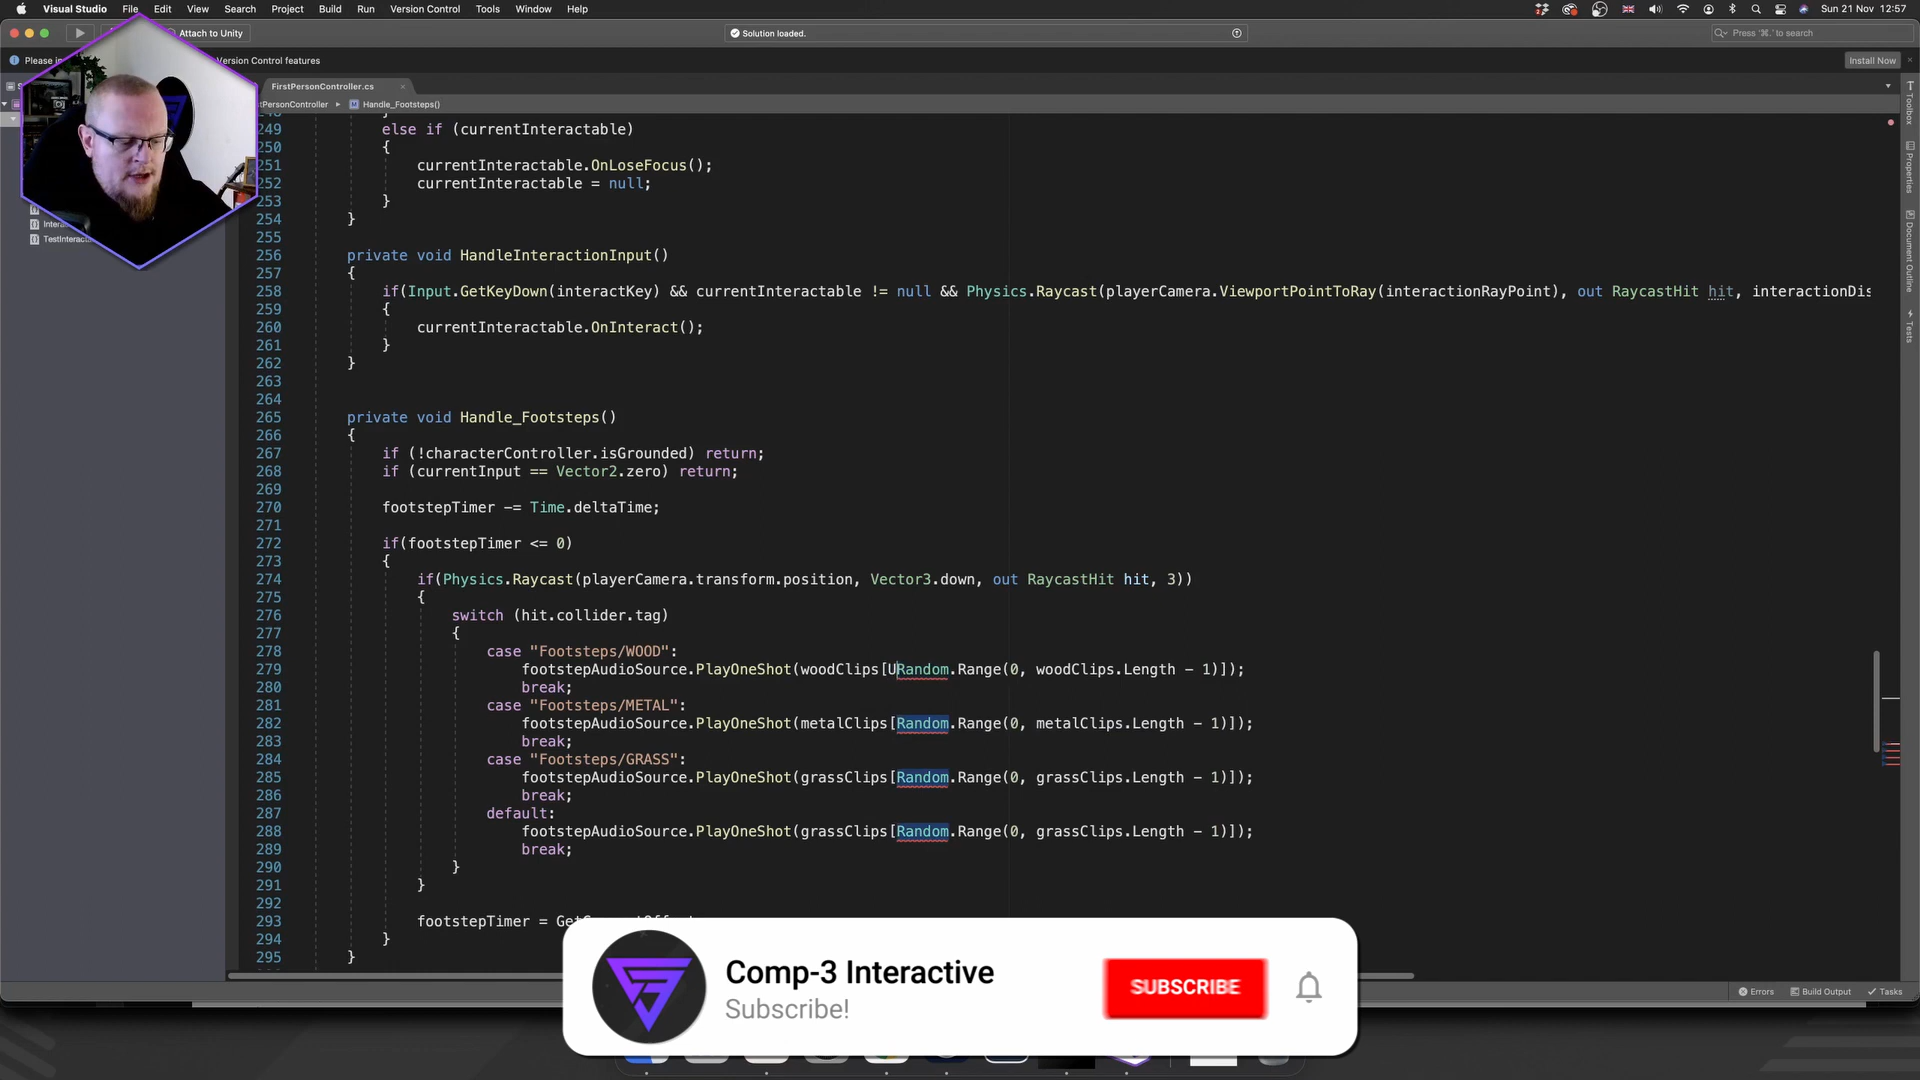 Visual Studio File Edit View Search Project Build Run Version Control Tools Window Help Sun 21 Nov 12:57
Attach to Unity Solution loaded. Press '⌘.' to search
Version Control features Install Now
FirstPersonController.cs
Handle_Footsteps()
249 else if (currentInteractable)
250 {
251 currentInteractable.OnLoseFocus();
252 currentInteractable = null;
253 }
254 }
255
256 private void HandleInteractionInput()
257 {
258 if(Input.GetKeyDown(interactKey) && currentInteractable != null && Physics.Raycast(playerCamera.ViewportPointToRay(interactionRayPoint), out RaycastHit hit, interactionDis
259 {
260 currentInteractable.OnInteract();
261 }
262 }
263
264
265 private void Handle_Footsteps()
266 {
267 if (!characterController.isGrounded) return;
268 if (currentInput == Vector2.zero) return;
269
270 footstepTimer -= Time.deltaTime;
271
272 if(footstepTimer <= 0)
273 {
274 if(Physics.Raycast(playerCamera.transform.position, Vector3.down, out RaycastHit hit, 3))
275 {
276 switch (hit.collider.tag)
277 {
278 case "Footsteps/WOOD":
279 footstepAudioSource.PlayOneShot(woodClips[URandom.Range(0, woodClips.Length - 1)]);
280 break;
281 case "Footsteps/METAL":
282 footstepAudioSource.PlayOneShot(metalClips[Random.Range(0, metalClips.Length - 1)]);
283 break;
284 case "Footsteps/GRASS":
285 footstepAudioSource.PlayOneShot(grassClips[Random.Range(0, grassClips.Length - 1)]);
286 break;
287 default:
288 footstepAudioSource.PlayOneShot(grassClips[Random.Range(0, grassClips.Length - 1)]);
289 break;
290 }
291 }
292
293 footstepTimer =
294 }
295 }
Toolbox
Properties
Document Outline
Tests
Errors Build Output Tasks
Comp-3 Interactive
Subscribe!
SUBSCRIBE